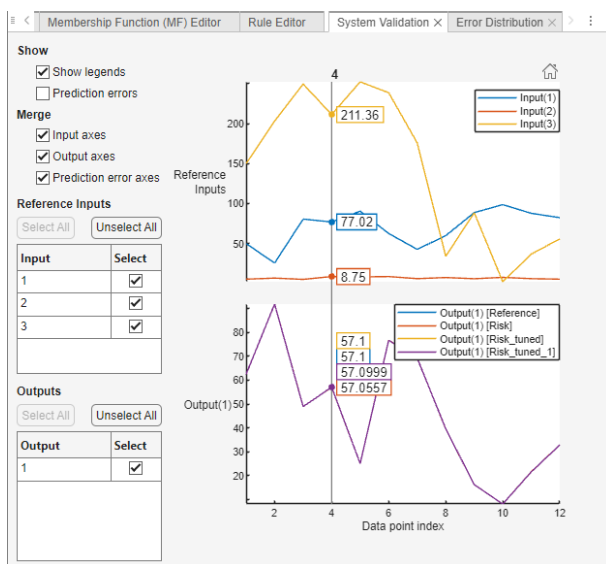 Membership Function (MF) Editor
Rule Editor
System Validation
Error Distribution
Show
Show legends
Prediction errors
Merge
Input axes
Output axes
Prediction error axes
Reference Inputs
Select All
Unselect All
Input
Select
1
2
3
Outputs
Select All
Unselect All
Output
Select
1
4
Input(1)
Input(2)
Input(3)
200
150
100
50
Reference
Inputs
211.36
77.02
8.75
Output(1) [Reference]
Output(1) [Risk]
Output(1) [Risk_tuned]
Output(1) [Risk_tuned_1]
80
70
60
50
40
30
20
Output(1)
57.1
57.1
57.0999
57.0557
2
4
6
8
10
12
Data point index